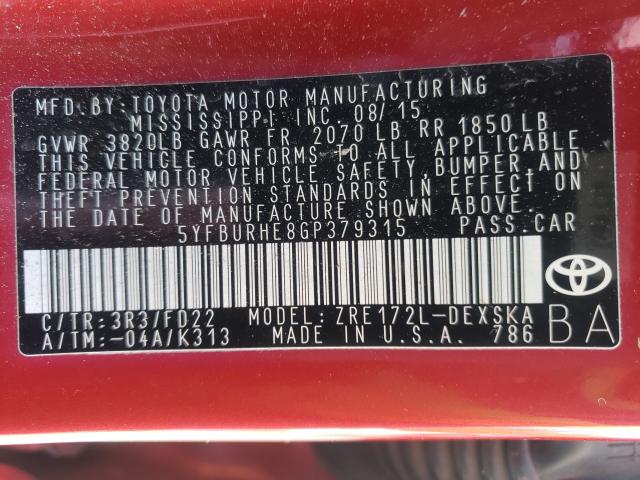 MFD.BY:TOYOTA MOTOR MANUFACTURING
MISSISSIPPI INC. 08/15
GVWR 3820LB GAWR FR 2070 LB RR 1850LB
THIS VEHICLE CONFORMS TO ALL APPLICABLE
FEDERAL MOTOR VEHICLE SAFETY,BUMPER,AND
THEFT PREVENTION STANDARDS IN EFFECT ON
THE DATE OF MANUFACTURE SHOWN ABOVE.
5YFBURHE8GP379315 PASS.CAR
C/TR:3R3/FD22 MODEL:ZRE172L-DEXSKA
A/TM:-04A/K313 MADE IN U.S.A. 786
BA